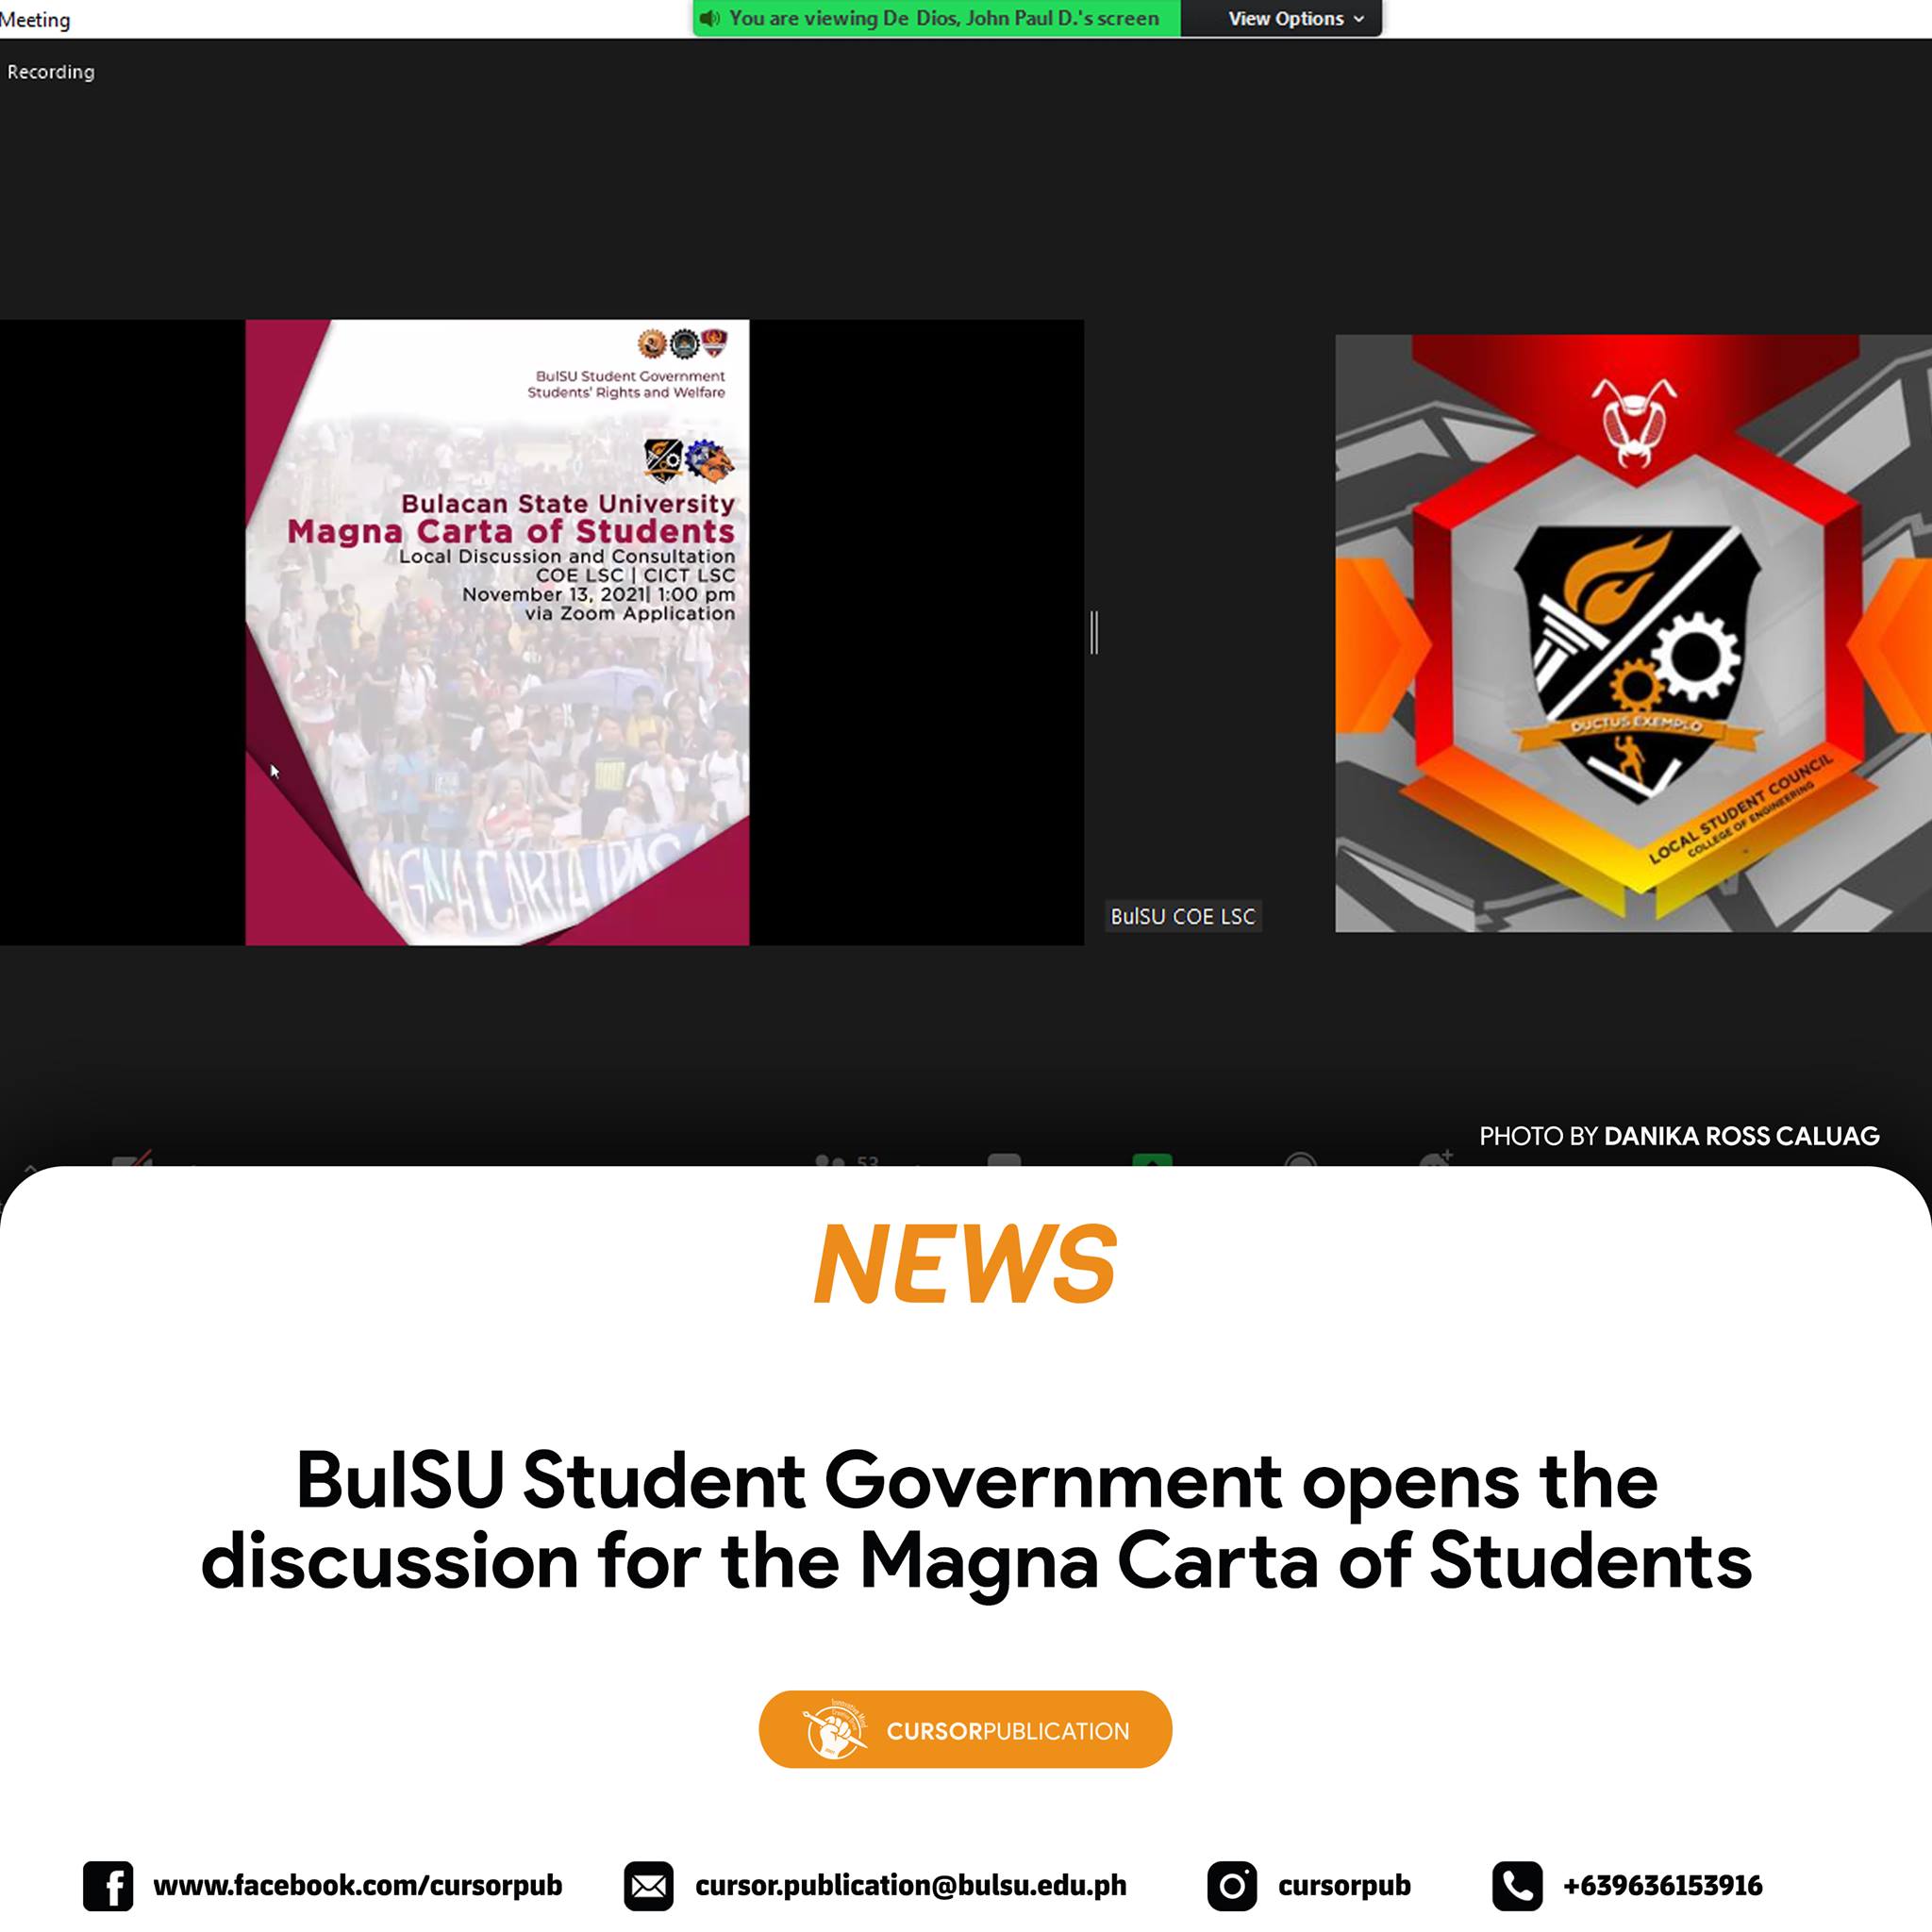 Meeting
You are viewing De Dios, John Paul D.'s screen
View Options
Recording
BulSU Student Government
Students' Rights and Welfare
Bulacan State University
Magna Carta of Students
Local Discussion and Consultation
COE LSC | CICT LSC
November 13, 2021| 1:00 pm
via Zoom Application
MAGNA CARTA IPAS
DUCTUS EXEMPLO
LOCAL STUDENT COUNCIL
COLLEGE OF ENGINEERING
BulSU COE LSC
PHOTO BY DANIKA ROSS CALUAG
53
NEWS
BulSU Student Government opens the
discussion for the Magna Carta of Students
CURSORPUBLICATION
www.facebook.com/cursorpub
cursor.publication@bulsu.edu.ph
cursorpub
+639636153916